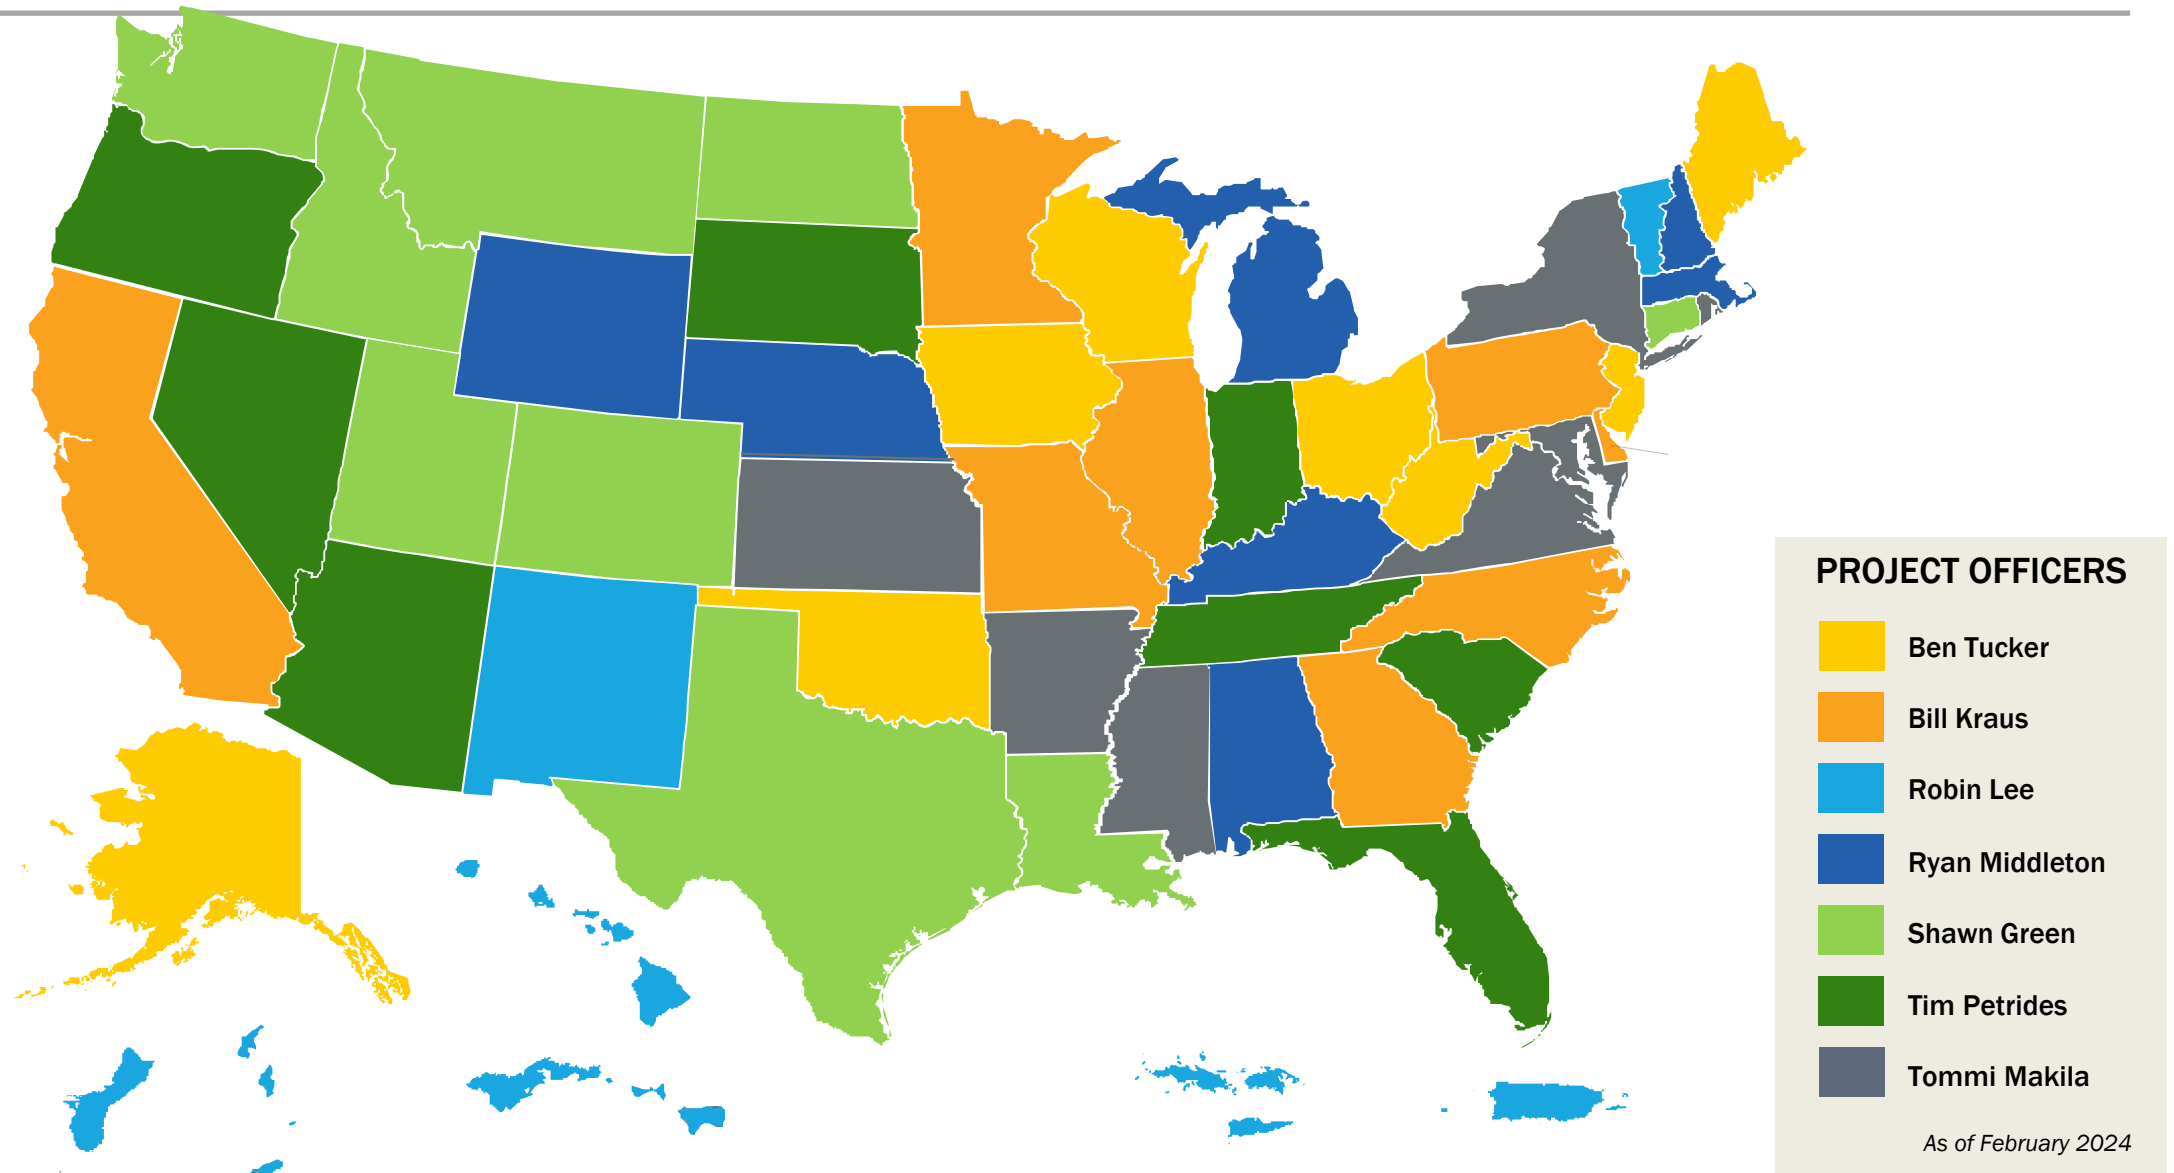 PROJECT OFFICERS
Ben Tucker
Bill Kraus
Robin Lee
Ryan Middleton
Shawn Green
Tim Petrides
Tommi Makila
As of February 2024